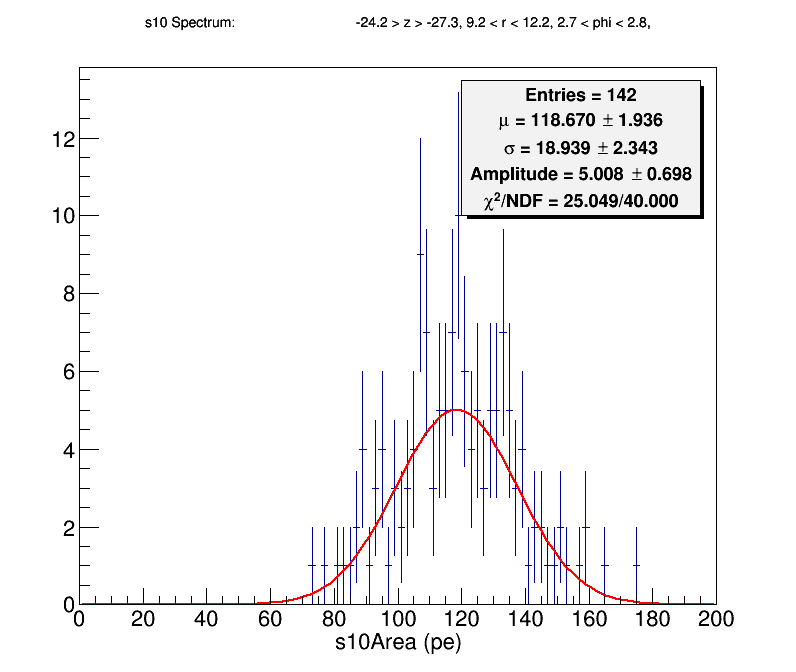 s10 Spectrum: -24.2 > z > -27.3, 9.2 < r < 12.2, 2.7 < phi < 2.8,
Entries = 142
μ = 118.670 ± 1.936
σ = 18.939 ± 2.343
Amplitude = 5.008 ± 0.698
χ²/NDF = 25.049/40.000
12
10
8
6
4
2
0
0 20 40 60 80 100 120 140 160 180 200
s10Area (pe)